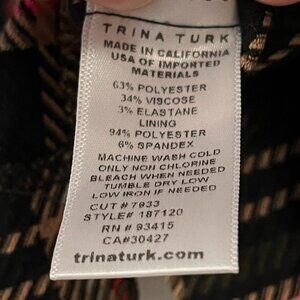 TRINA TURK
MADE IN CALIFORNIA
USA OF IMPORTED
MATERIALS
63% POLYESTER
34% VISCOSE
3% ELASTANE
LINING
94% POLYESTER
6% SPANDEX
MACHINE WASH COLD
ONLY NON CHLORINE
BLEACH WHEN NEEDED
TUMBLE DRY LOW
LOW IRON IF NEEDED
CUT # 7933
STYLE# 187120
RN # 93415
CA#30427
trinaturk.com